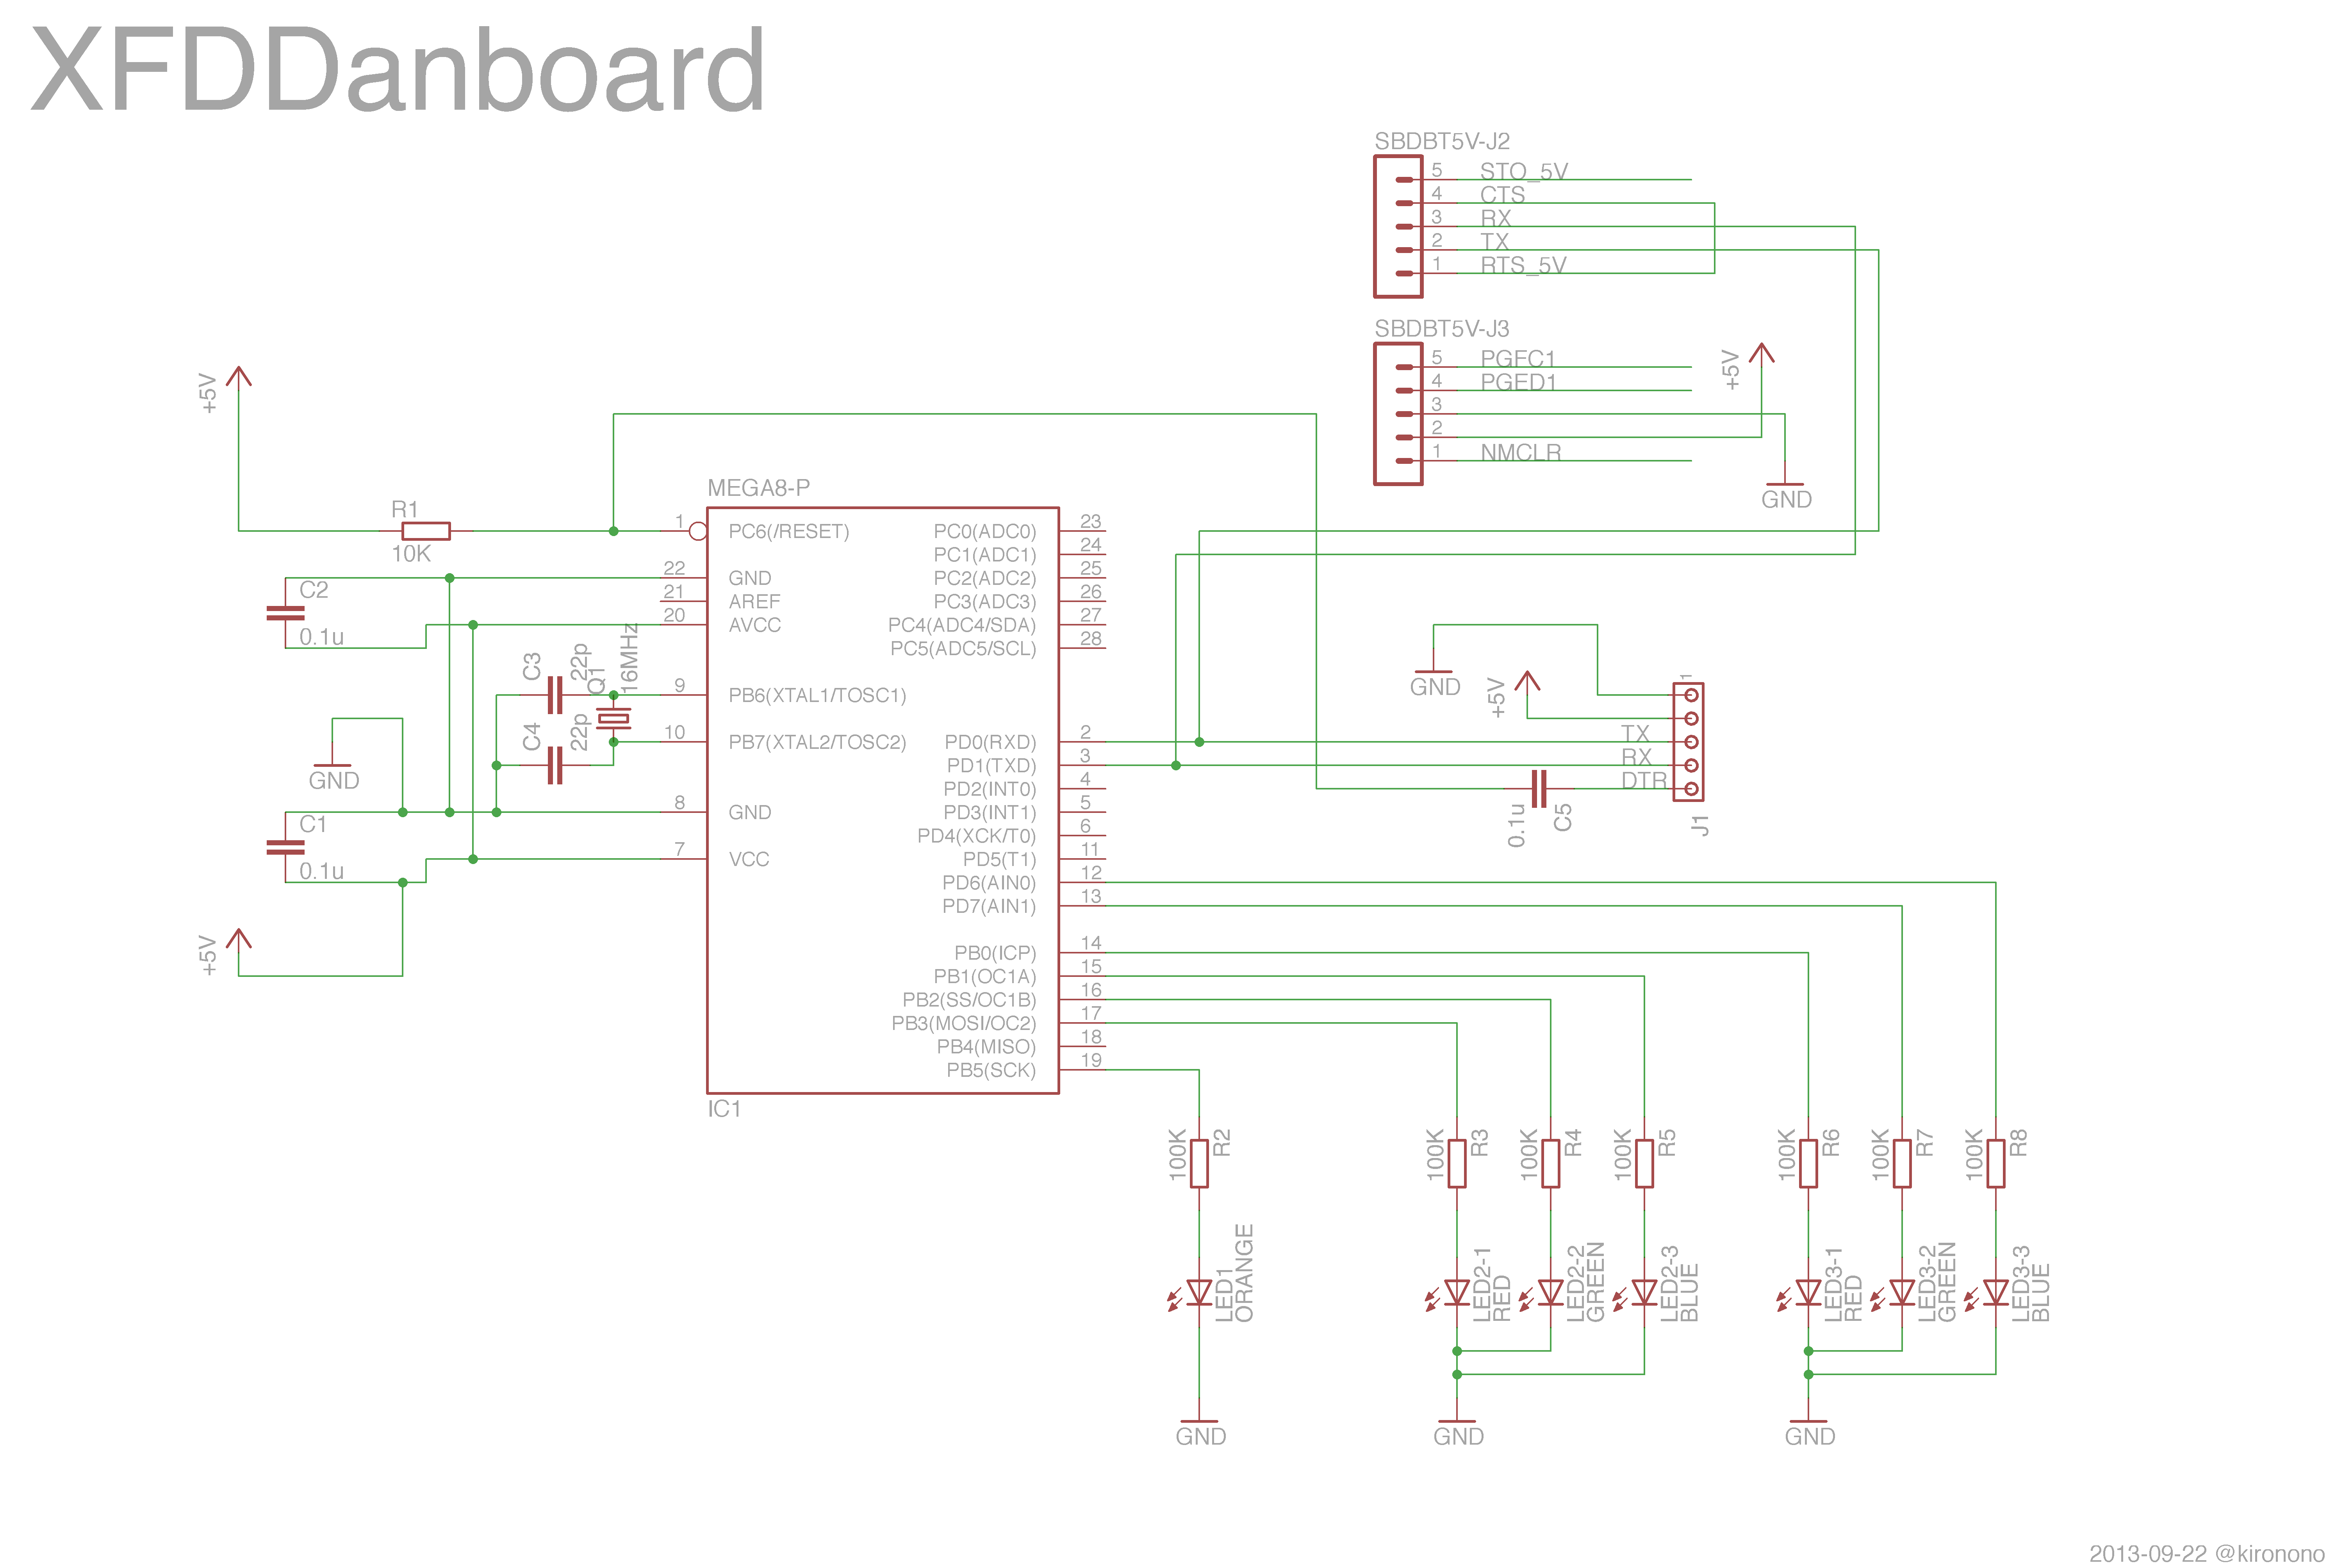 XFDDanboard
SBDBT5V-J2
5 STO_5V
4 CTS
3 RX
2 TX
1 RTS_5V
SBDBT5V-J3
5 PGFC1
4 PGED1
3
2
1 NMCLR
+5V
GND
+5V
R1
10K
C2
0.1u
C3
22p
Q1
16MHz
C4
22p
GND
C1
0.1u
+5V
MEGA8-P
1 PC6(/RESET)
22 GND
21 AREF
20 AVCC
9 PB6(XTAL1/TOSC1)
10 PB7(XTAL2/TOSC2)
8 GND
7 VCC
PC0(ADC0) 23
PC1(ADC1) 24
PC2(ADC2) 25
PC3(ADC3) 26
PC4(ADC4/SDA) 27
PC5(ADC5/SCL) 28
PD0(RXD) 2
PD1(TXD) 3
PD2(INT0) 4
PD3(INT1) 5
PD4(XCK/T0) 6
PD5(T1) 11
PD6(AIN0) 12
PD7(AIN1) 13
PB0(ICP) 14
PB1(OC1A) 15
PB2(SS/OC1B) 16
PB3(MOSI/OC2) 17
PB4(MISO) 18
PB5(SCK) 19
IC1
GND
+5V
1
TX
RX
DTR
J1
0.1u
C5
100K
R2
100K
R3
100K
R4
100K
R5
100K
R6
100K
R7
100K
R8
LED1
ORANGE
LED2-1
RED
LED2-2
GREEN
LED2-3
BLUE
LED3-1
RED
LED3-2
GREEN
LED3-3
BLUE
GND
GND
GND
2013-09-22 @kironono